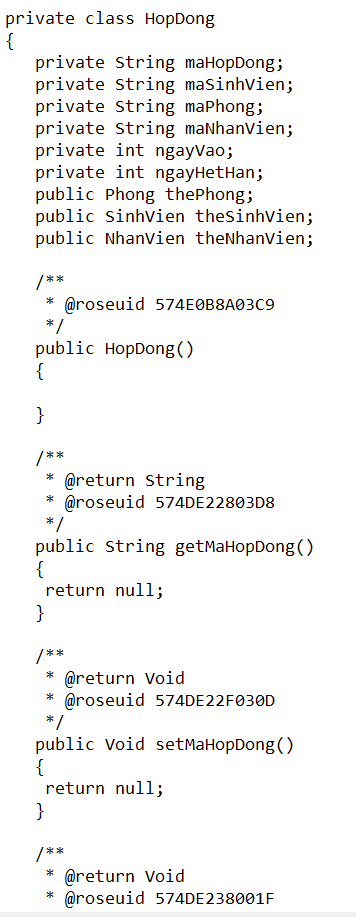 private class HopDong
{
   private String maHopDong;
   private String maSinhVien;
   private String maPhong;
   private String maNhanVien;
   private int ngayVao;
   private int ngayHetHan;
   public Phong thePhong;
   public SinhVien theSinhVien;
   public NhanVien theNhanVien;

   /**
    * @roseuid 574E0B8A03C9
    */
   public HopDong()
   {

   }

   /**
    * @return String
    * @roseuid 574DE22803D8
    */
   public String getMaHopDong()
   {
    return null;
   }

   /**
    * @return Void
    * @roseuid 574DE22F030D
    */
   public Void setMaHopDong()
   {
    return null;
   }

   /**
    * @return Void
    * @roseuid 574DE238001F